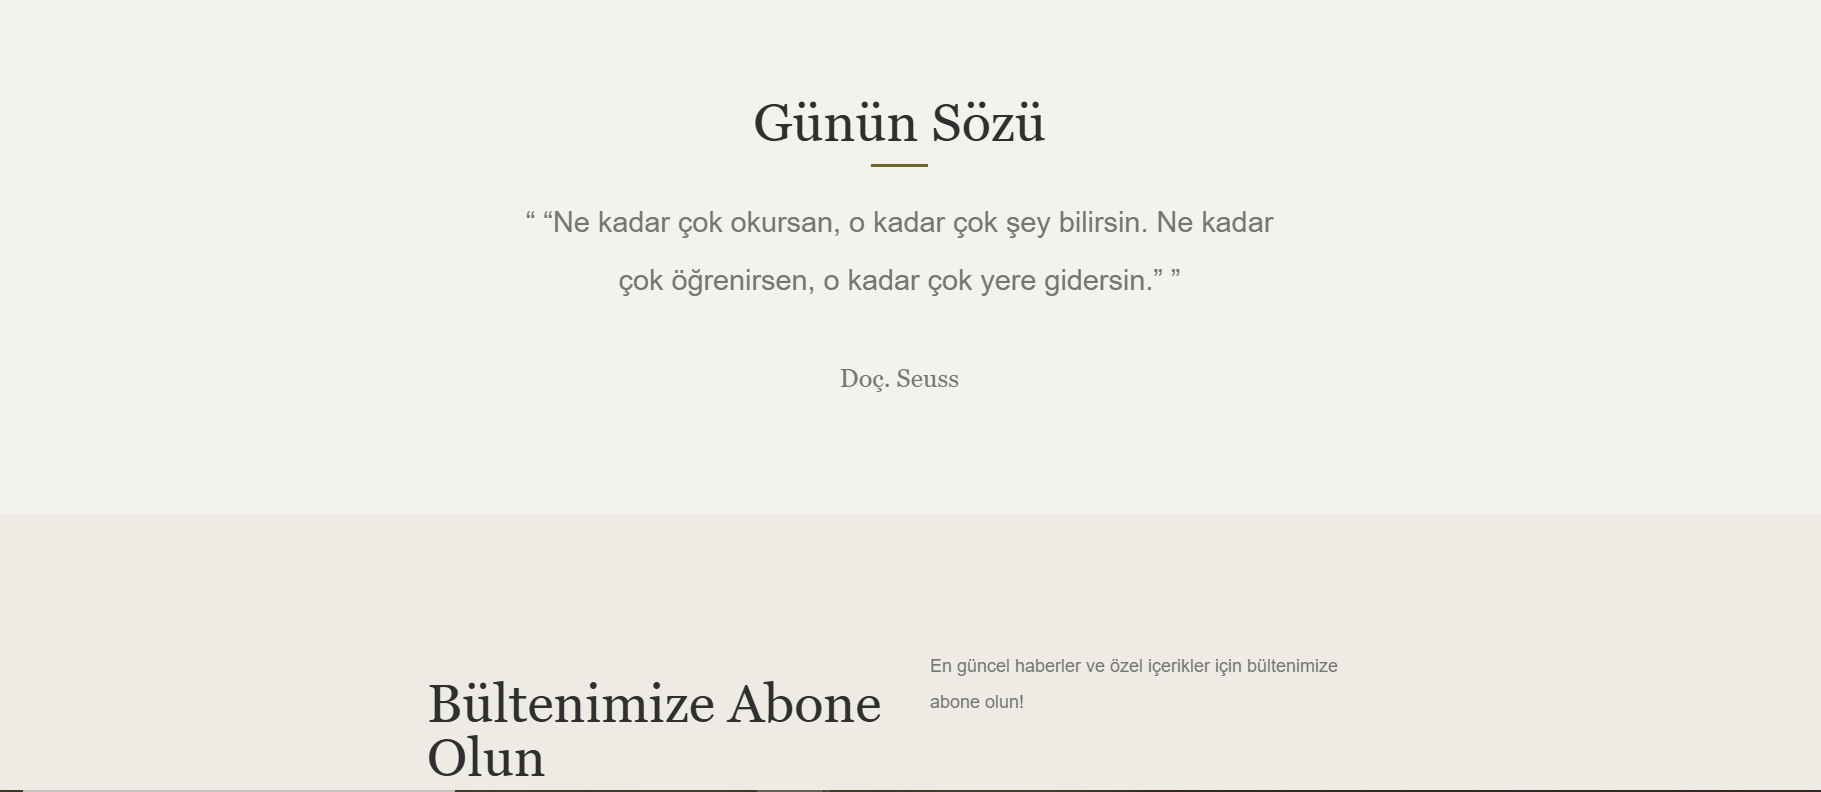 Günün Sözü
“ “Ne kadar çok okursan, o kadar çok şey bilirsin. Ne kadar
çok öğrenirsen, o kadar çok yere gidersin.” ”
Doç. Seuss
En güncel haberler ve özel içerikler için bültenimize
abone olun!
Bültenimize Abone
Olun